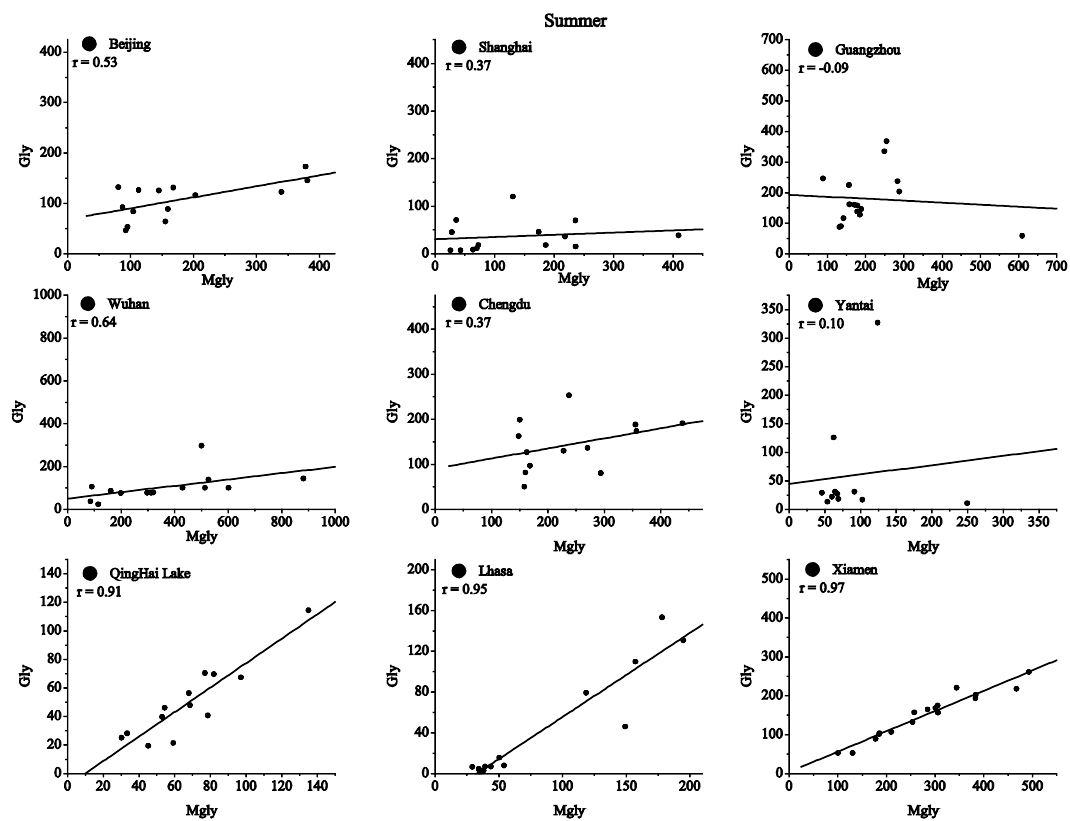 Summer
Beijing
r = 0.53
400
300
200
100
0
Gly
0 100 200 300 400
Mgly
Shanghai
r = 0.37
400
300
200
100
0
Gly
0 100 200 300 400
Mgly
Guangzhou
r = -0.09
700
600
500
400
300
200
100
0
Gly
0 100 200 300 400 500 600 700
Mgly
Wuhan
r = 0.64
1000
800
600
400
200
0
Gly
0 200 400 600 800 1000
Mgly
Chengdu
r = 0.37
400
300
200
100
0
Gly
0 100 200 300 400
Mgly
Yantai
r = 0.10
350
300
250
200
150
100
50
0
Gly
0 50 100 150 200 250 300 350
Mgly
QingHai Lake
r = 0.91
140
120
100
80
60
40
20
0
Gly
0 20 40 60 80 100 120 140
Mgly
Lhasa
r = 0.95
200
160
120
80
40
0
Gly
0 50 100 150 200
Mgly
Xiamen
r = 0.97
500
400
300
200
100
0
Gly
0 100 200 300 400 500
Mgly